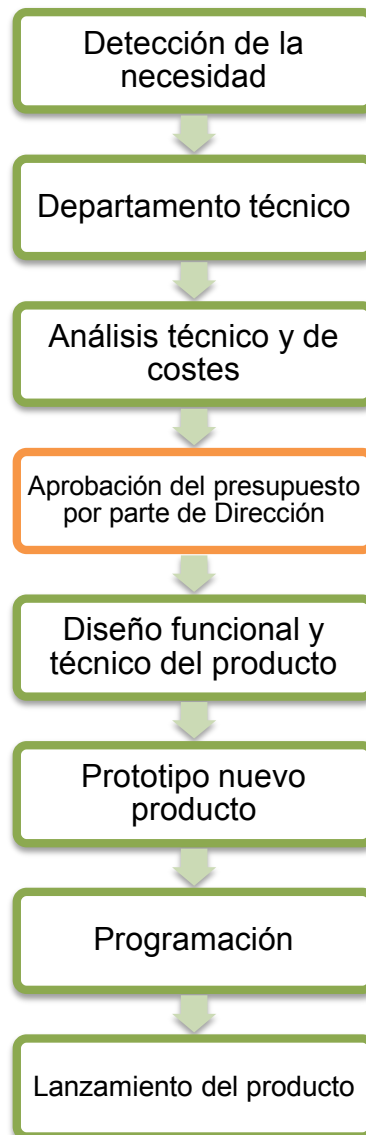 Detección de la
necesidad
Departamento técnico
Análisis técnico y de
costes
Aprobación del presupuesto
por parte de Dirección
Diseño funcional y
técnico del producto
Prototipo nuevo
producto
Programación
Lanzamiento del producto